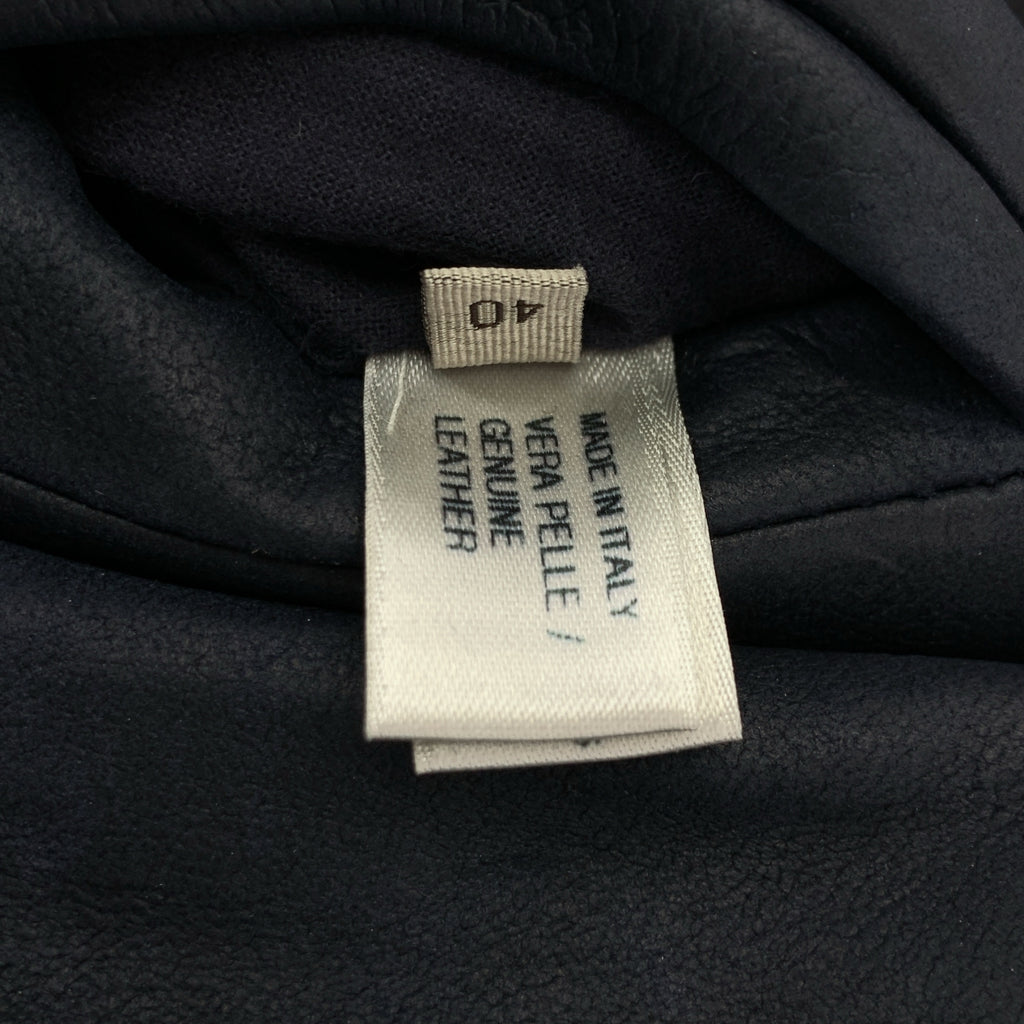 40
MADE IN ITALY
VERA PELLE /
GENUINE
LEATHER